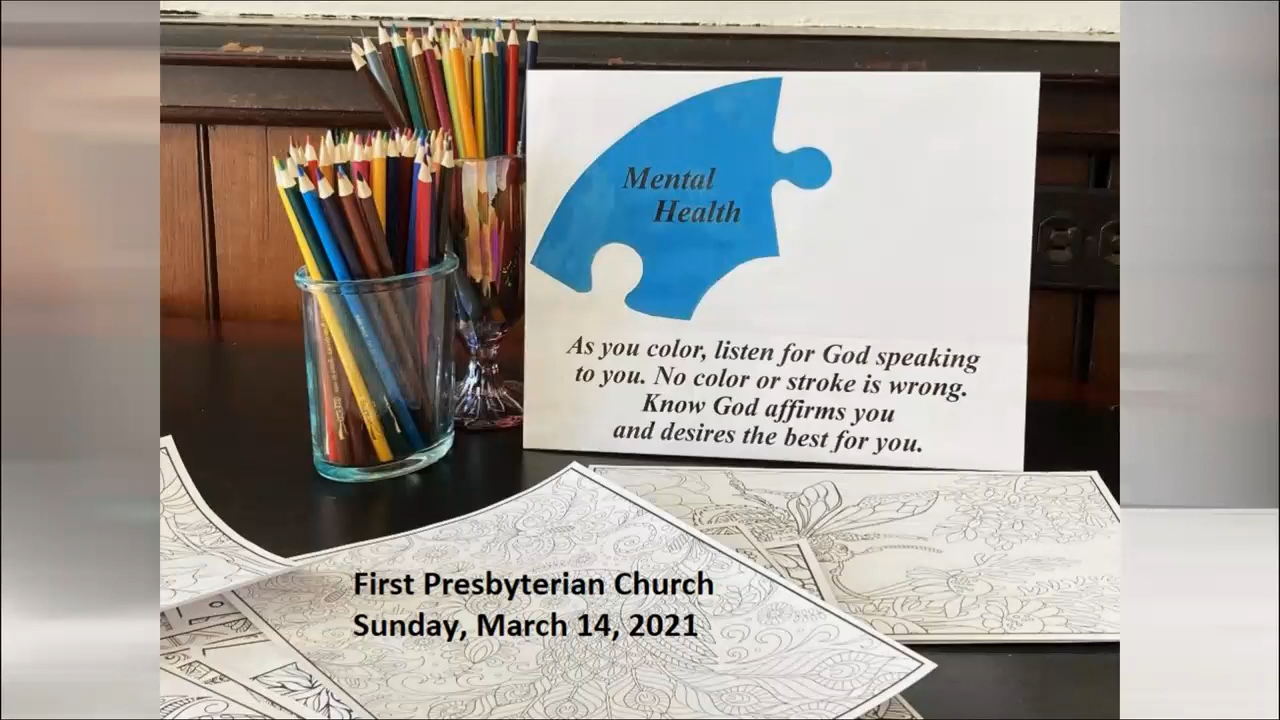 Mental
Health
As you color, listen for God speaking
to you. No color or stroke is wrong.
Know God affirms you
and desires the best for you.
First Presbyterian Church
Sunday, March 14, 2021